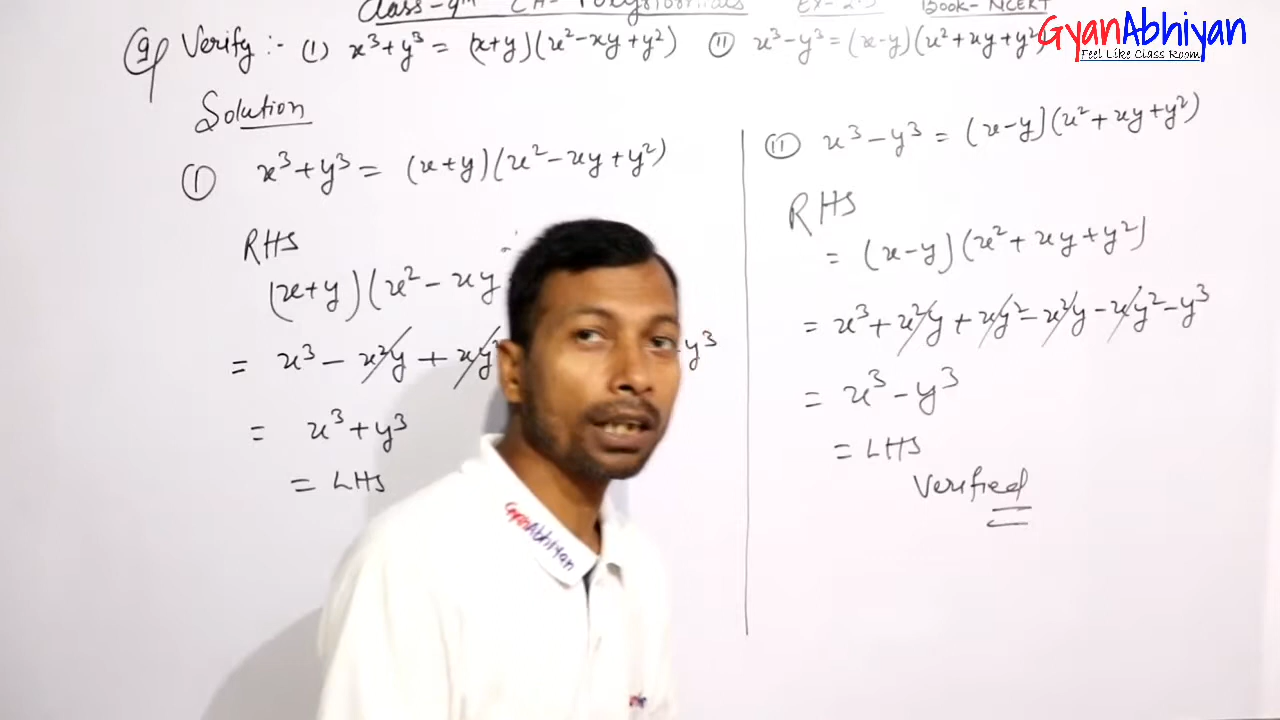 Class-9th CH- Polynomials Ex- 2.5 Book- NCERT
GyanAbhiyan
Feel Like Class Room
9 Verify :- (I) x³+y³ = (x+y)(x²-xy+y²) (II) x³-y³=(x-y)(x²+xy+y²)
Solution
(I) x³+y³ = (x+y)(x²-xy+y²)
RHS
(x+y)(x²-xy
= x³ - x²y + xy² y³
= x³+y³
= LHS
(II) x³-y³ = (x-y)(x²+xy+y²)
RHS
= (x-y)(x²+xy+y²)
= x³+x²y+xy²-x²y-xy²-y³
= x³-y³
= LHS
Verified
GyanAbhiyan